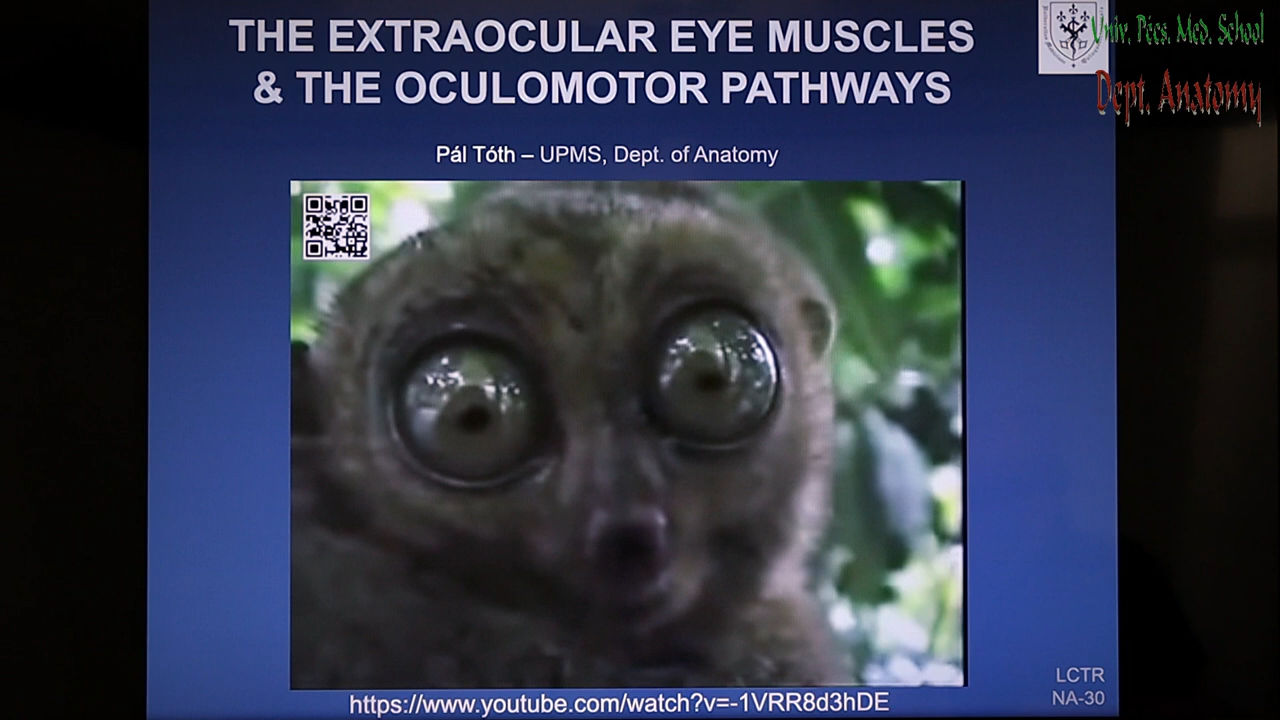 THE EXTRAOCULAR EYE MUSCLES
& THE OCULOMOTOR PATHWAYS
Univ. Pécs. Med. School
Dept. Anatomy
Pál Tóth – UPMS, Dept. of Anatomy
https://www.youtube.com/watch?v=-1VRR8d3hDE
LCTR
NA-30